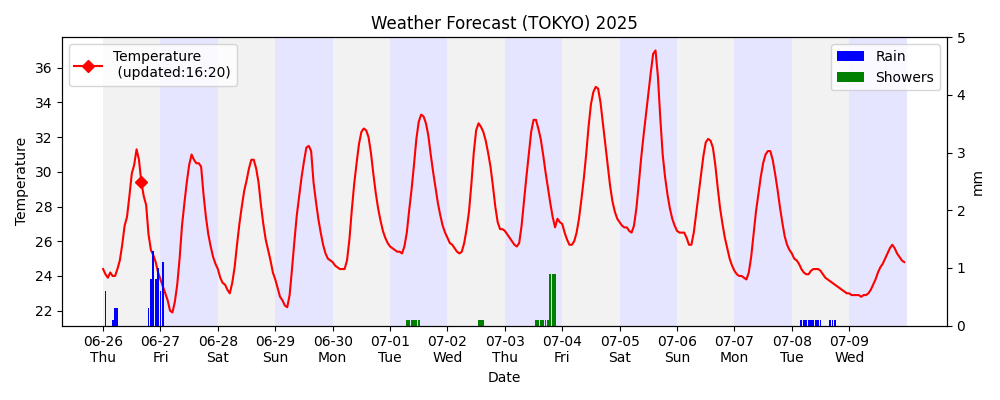 Weather Forecast (TOKYO) 2025
Temperature
(updated:16:20)
Rain
Showers
Temperature
36
34
32
30
28
26
24
22
5
4
3
2
1
0
mm
06-26 06-27 06-28 06-29 06-30 07-01 07-02 07-03 07-04 07-05 07-06 07-07 07-08 07-09
Thu Fri Sat Sun Mon Tue Wed Thu Fri Sat Sun Mon Tue Wed
Date